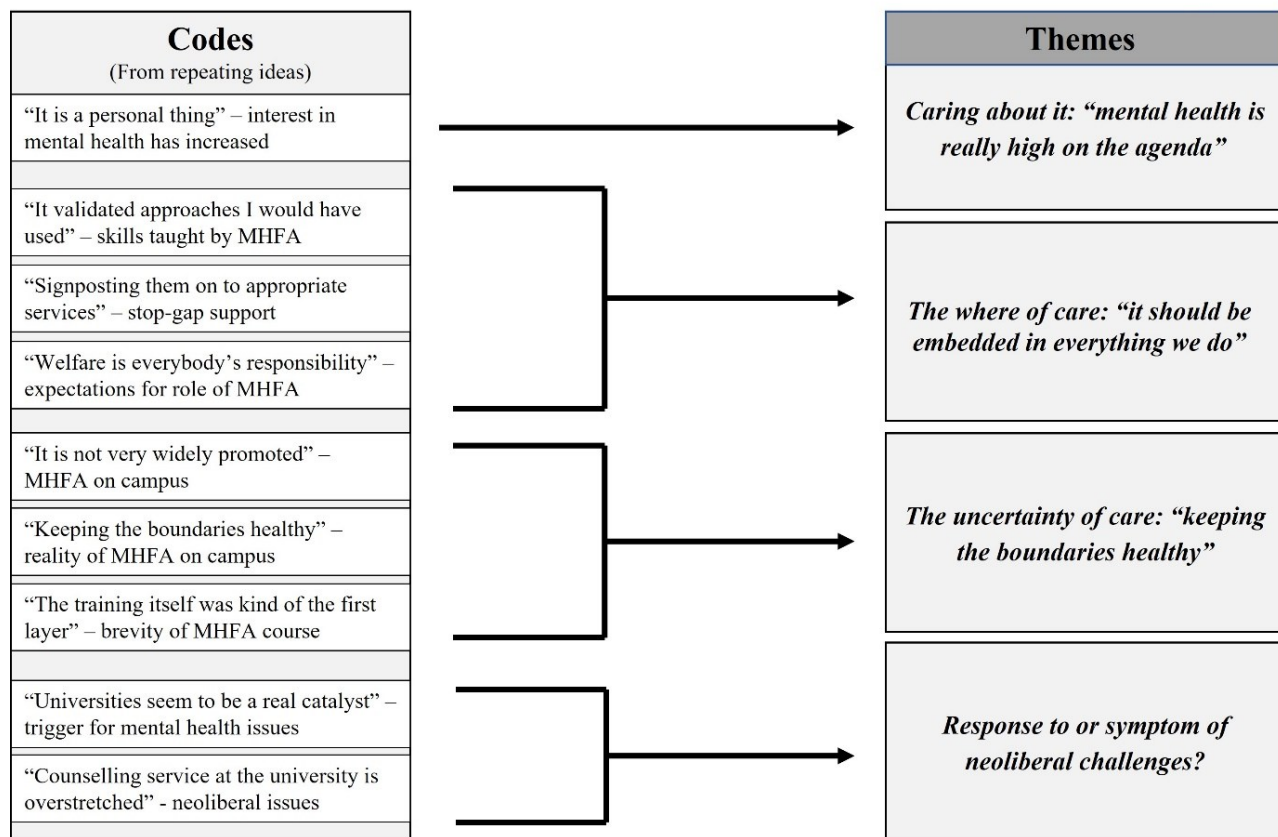 Codes
(From repeating ideas)
“It is a personal thing” – interest in
mental health has increased
“It validated approaches I would have
used” – skills taught by MHFA
“Signposting them on to appropriate
services” – stop-gap support
“Welfare is everybody’s responsibility” –
expectations for role of MHFA
“It is not very widely promoted” –
MHFA on campus
“Keeping the boundaries healthy” –
reality of MHFA on campus
“The training itself was kind of the first
layer” – brevity of MHFA course
“Universities seem to be a real catalyst” –
trigger for mental health issues
“Counselling service at the university is
overstretched” - neoliberal issues
Themes
Caring about it: “mental health is
really high on the agenda”
The where of care: “it should be
embedded in everything we do”
The uncertainty of care: “keeping
the boundaries healthy”
Response to or symptom of
neoliberal challenges?